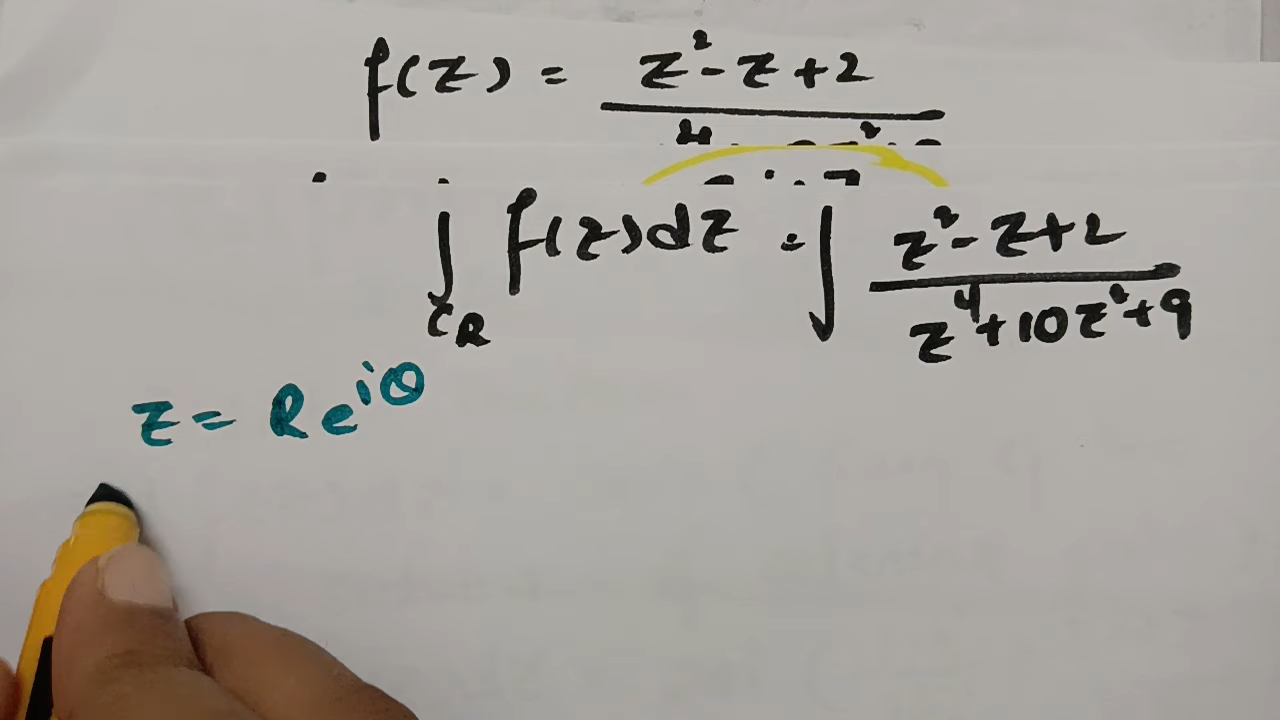 f(z) = z² - z + 2
∫ f(z)dz = ∫ z² - z + 2 / z⁴ + 10z² + 9
C_R
z = Re^{iθ}